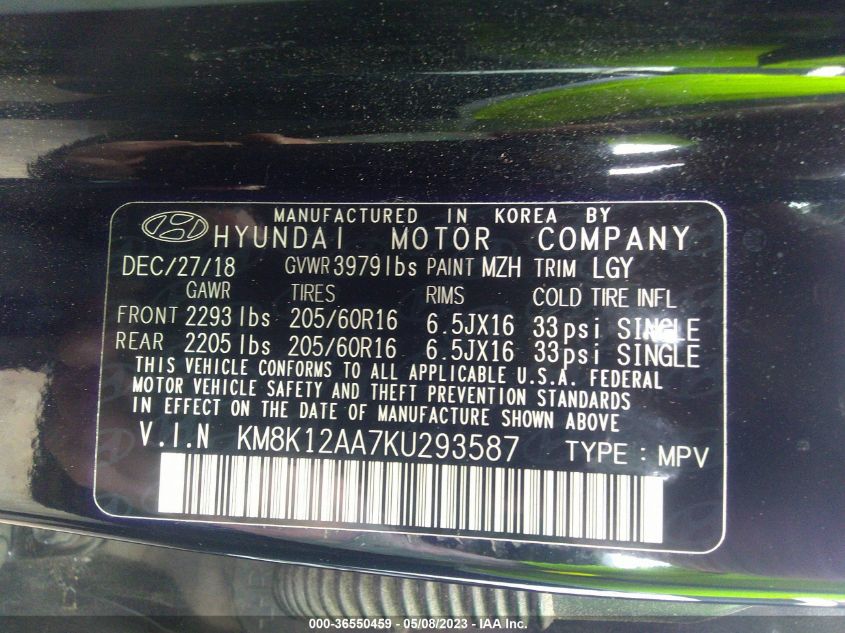 MANUFACTURED IN KOREA BY
HYUNDAI MOTOR COMPANY
DEC/27/18 GVWR 3979 lbs PAINT MZH TRIM LGY
GAWR TIRES RIMS COLD TIRE INFL
FRONT 2293 lbs 205/60R16 6.5JX16 33psi SINGLE
REAR 2205 lbs 205/60R16 6.5JX16 33psi SINGLE
THIS VEHICLE CONFORMS TO ALL APPLICABLE U.S.A. FEDERAL
MOTOR VEHICLE SAFETY AND THEFT PREVENTION STANDARDS
IN EFFECT ON THE DATE OF MANUFACTURE SHOWN ABOVE
V.I.N KM8K12AA7KU293587 TYPE : MPV
000-36550459 - 05/08/2023 - IAA Inc.